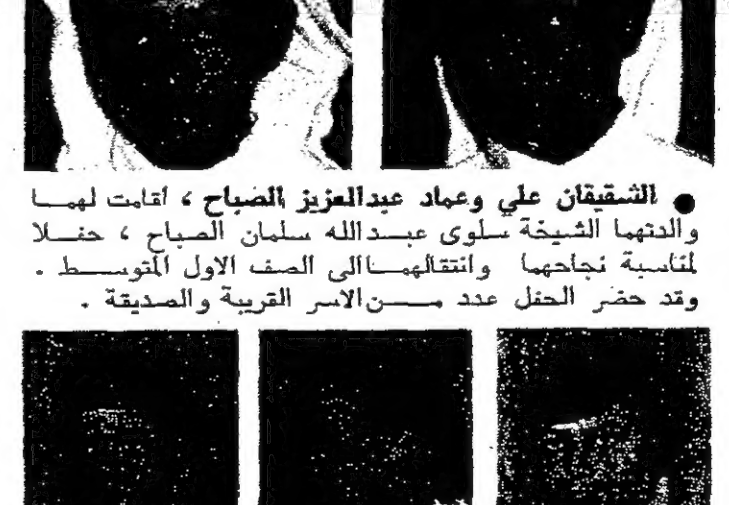 ● الشقيقان علي وعماد عبدالعزيز الصباح ، اقامت لهما
والدتهما الشيخة سلوى عبدالله سلمان الصباح ، حفلا
لمناسبة نجاحهما وانتقالهما الى الصف الاول المتوسط .
وقد حضر الحفل عدد من الاسر القريبة والصديقة .